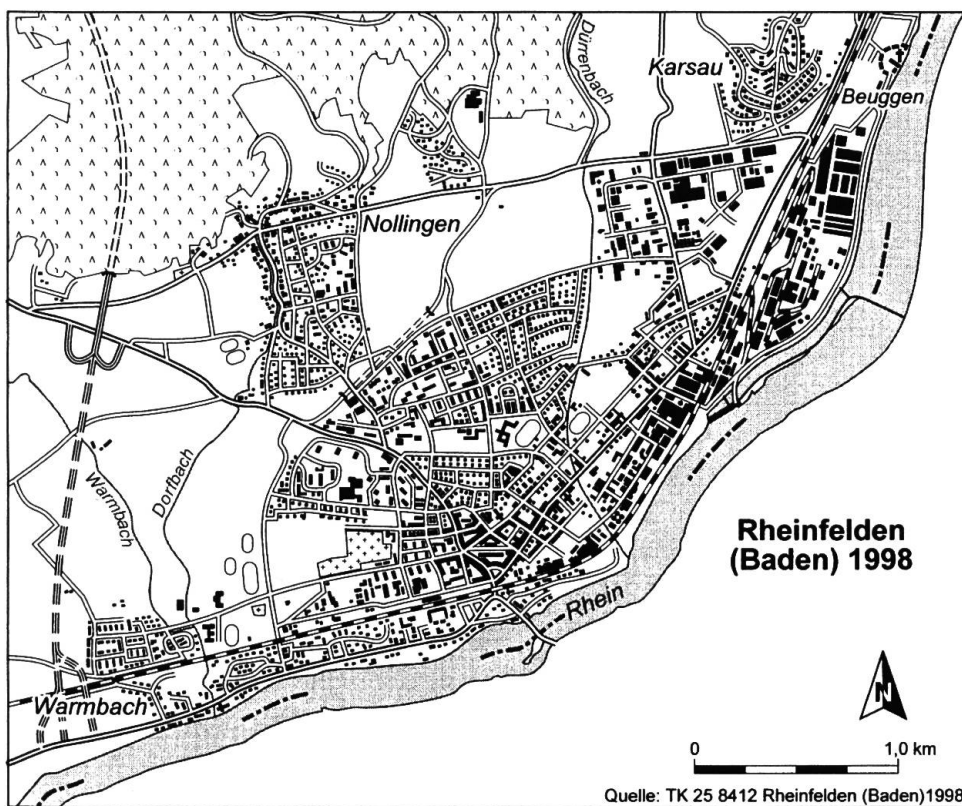 Dürrenbach
Karsau
Beuggen
Nollingen
Warmbach
Dorfbach
Rheinfelden
(Baden) 1998
Rhein
Warmbach
N
0 1,0 km
Quelle: TK 25 8412 Rheinfelden (Baden)1998